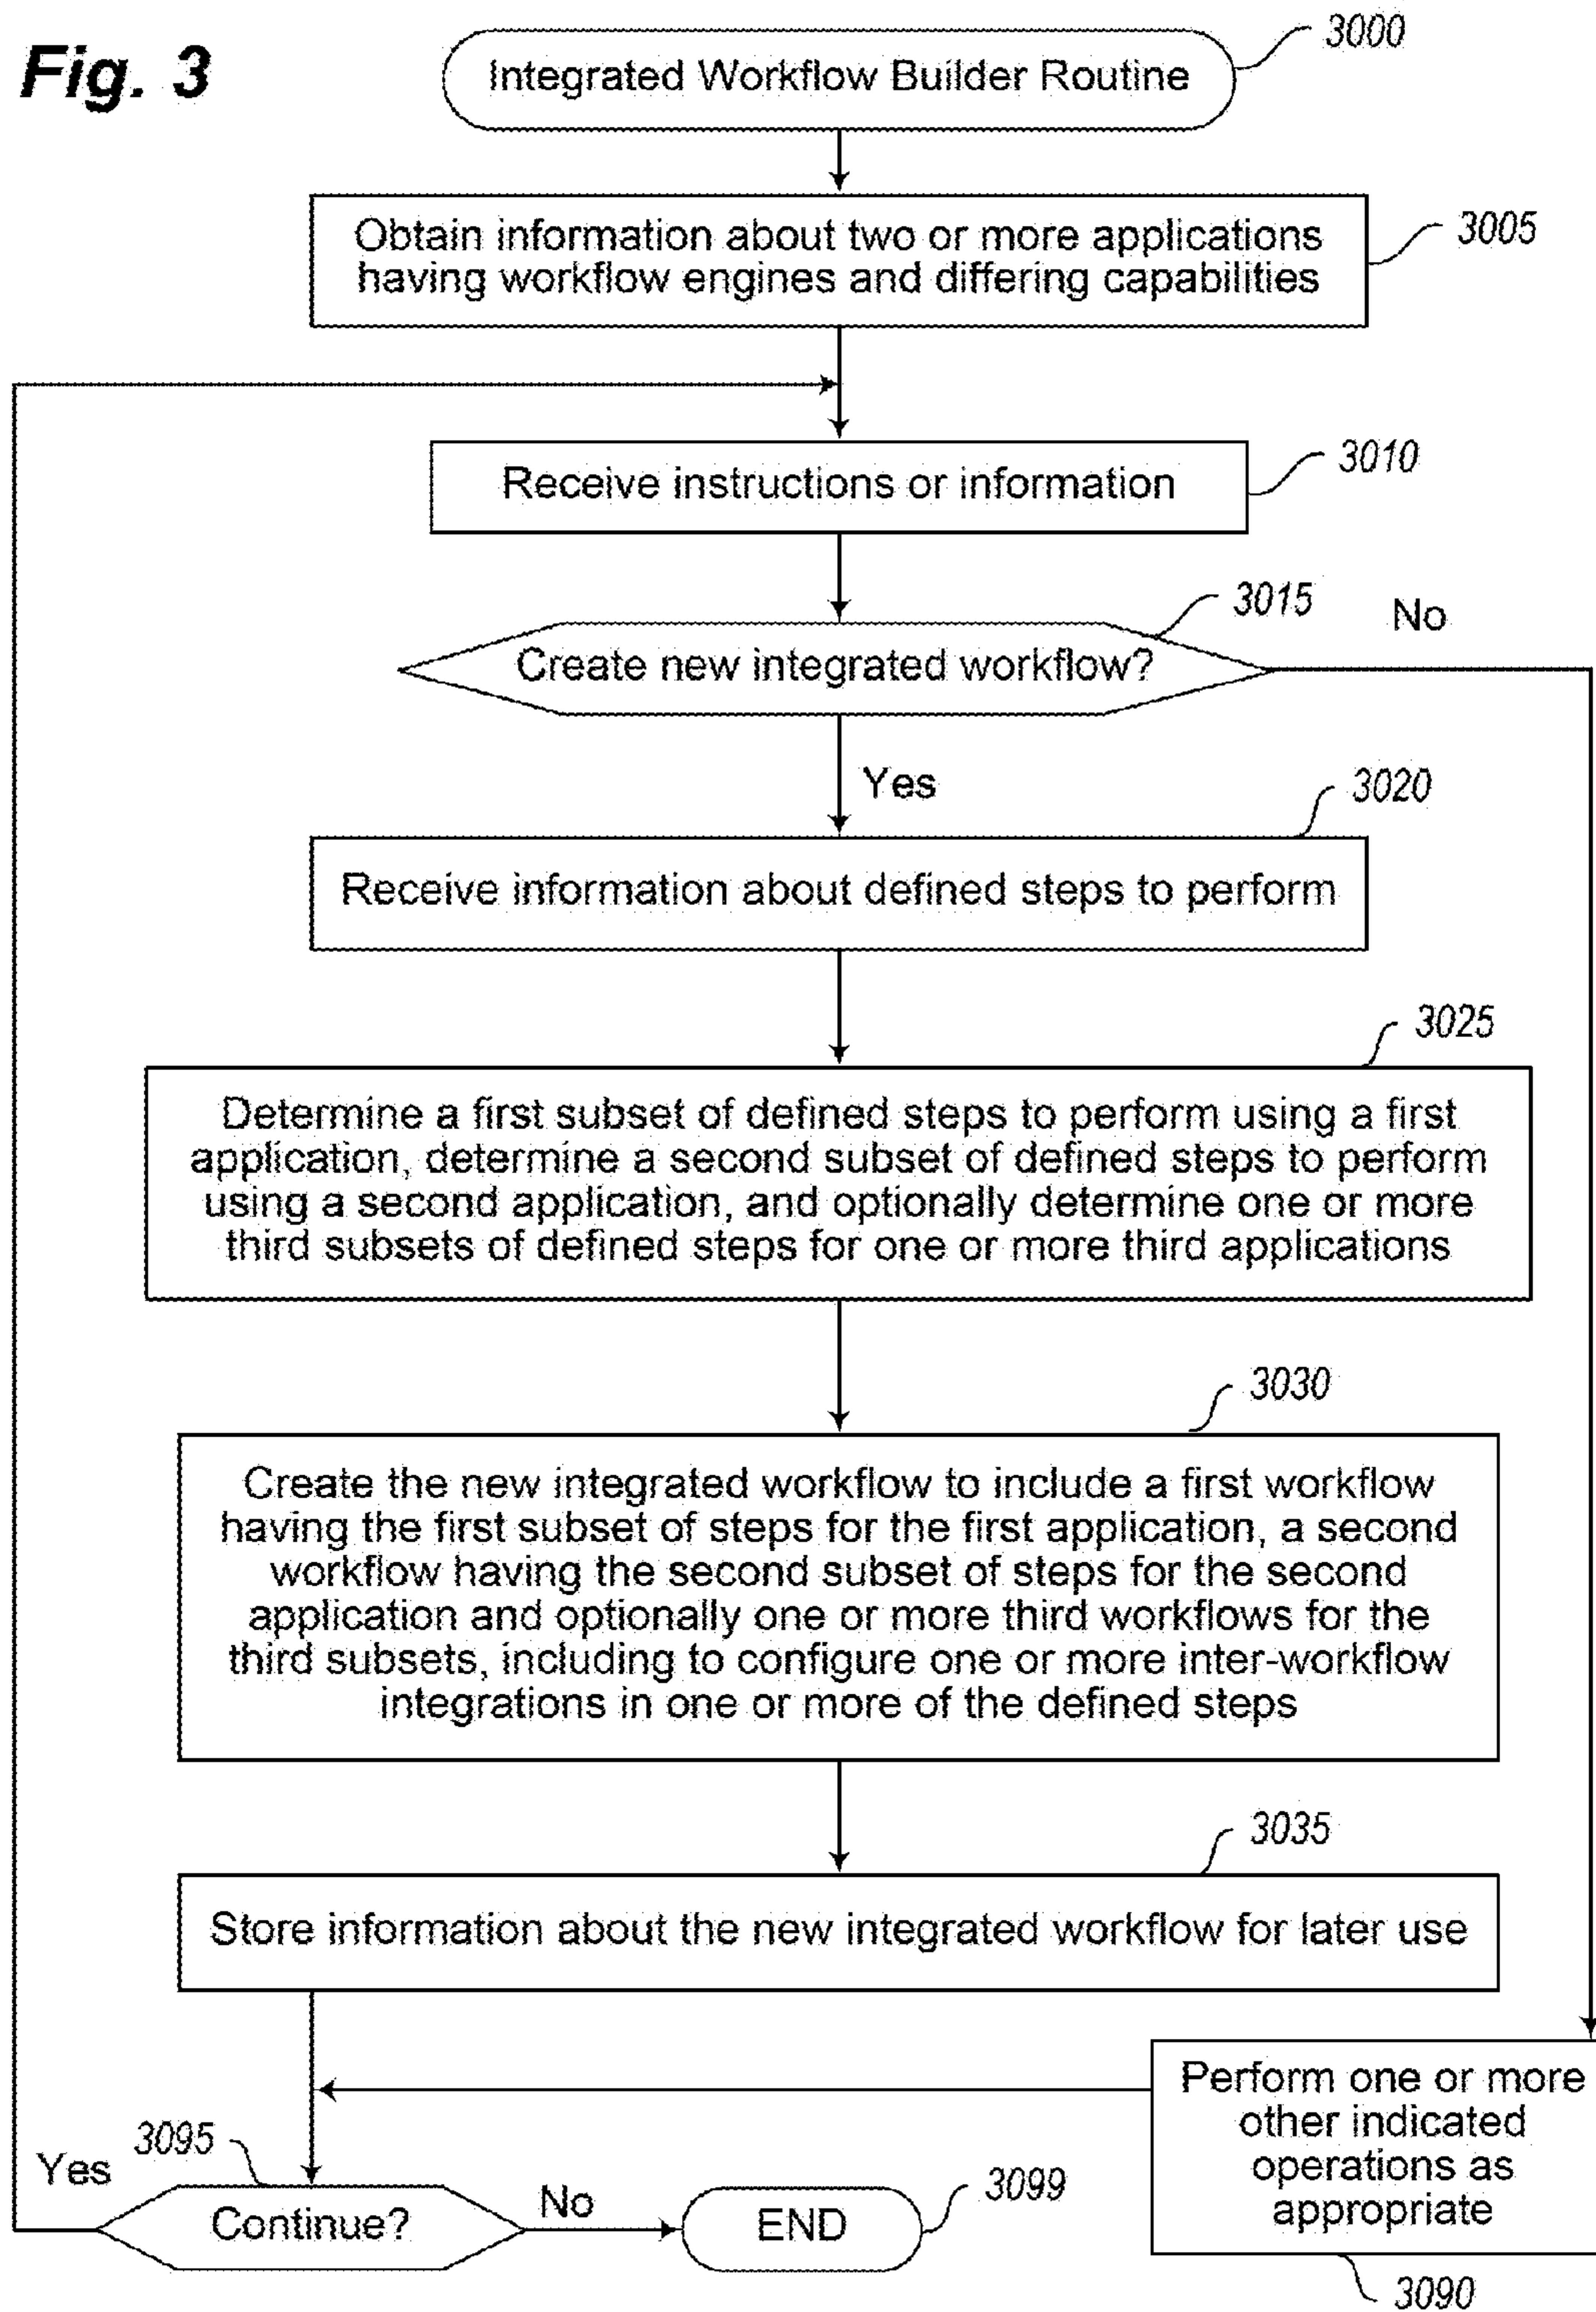 Fig. 3
3000
Integrated Workflow Builder Routine
3005
Obtain information about two or more applications
having workflow engines and differing capabilities
3010
Receive instructions or information
3015
No
Create new integrated workflow?
Yes
3020
Receive information about defined steps to perform
3025
Determine a first subset of defined steps to perform using a first
application, determine a second subset of defined steps to perform
using a second application, and optionally determine one or more
third subsets of defined steps for one or more third applications
3030
Create the new integrated workflow to include a first workflow
having the first subset of steps for the first application, a second
workflow having the second subset of steps for the second
application and optionally one or more third workflows for the
third subsets, including to configure one or more inter-workflow
integrations in one or more of the defined steps
3035
Store information about the new integrated workflow for later use
Perform one or more
other indicated
operations as
appropriate
3090
3095
Yes
Continue?
No
END
3099